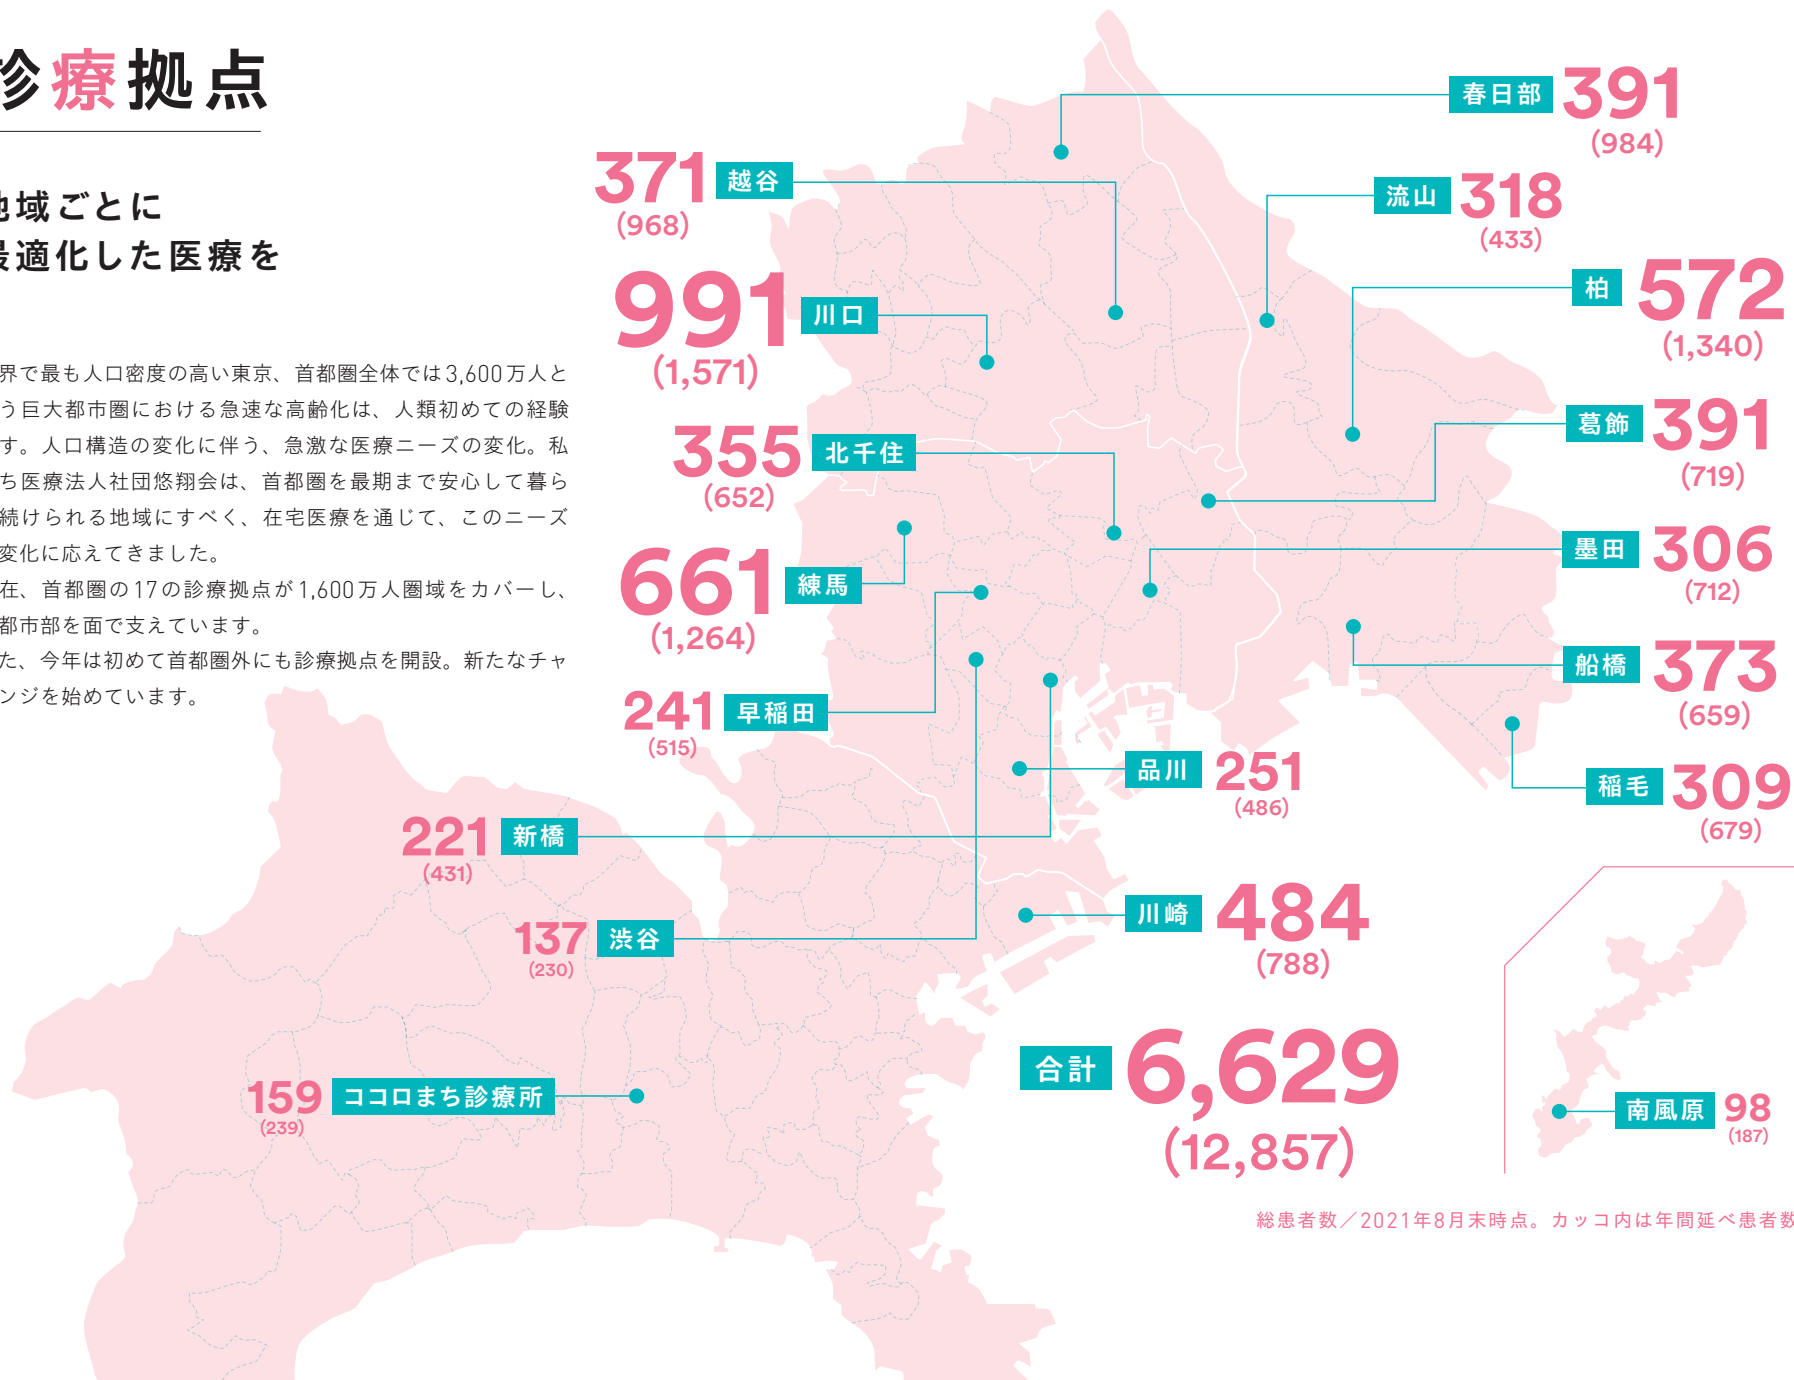 診療拠点
地域ごとに
最適化した医療を
界で最も人口密度の高い東京、首都圏全体では3,600万人と
う巨大都市圏における急速な高齢化は、人類初めての経験
す。人口構造の変化に伴う、急激な医療ニーズの変化。私
ち医療法人社団悠翔会は、首都圏を最期まで安心して暮ら
続けられる地域にすべく、在宅医療を通じて、このニーズ
変化に応えてきました。
在、首都圏の17の診療拠点が1,600万人圏域をカバーし、
都市部を面で支えています。
た、今年は初めて首都圏外にも診療拠点を開設。新たなチャ
ンジを始めています。
春日部 391
(984)
371 越谷
(968)
流山 318
(433)
991 川口
(1,571)
柏 572
(1,340)
355 北千住
(652)
葛飾 391
(719)
661 練馬
(1,264)
墨田 306
(712)
241 早稲田
(515)
船橋 373
(659)
品川 251
(486)
稲毛 309
(679)
221 新橋
(431)
137 渋谷
(230)
川崎 484
(788)
159 ココロまち診療所
(239)
合計 6,629
(12,857)
南風原 98
(187)
総患者数／2021年8月末時点。カッコ内は年間延べ患者数